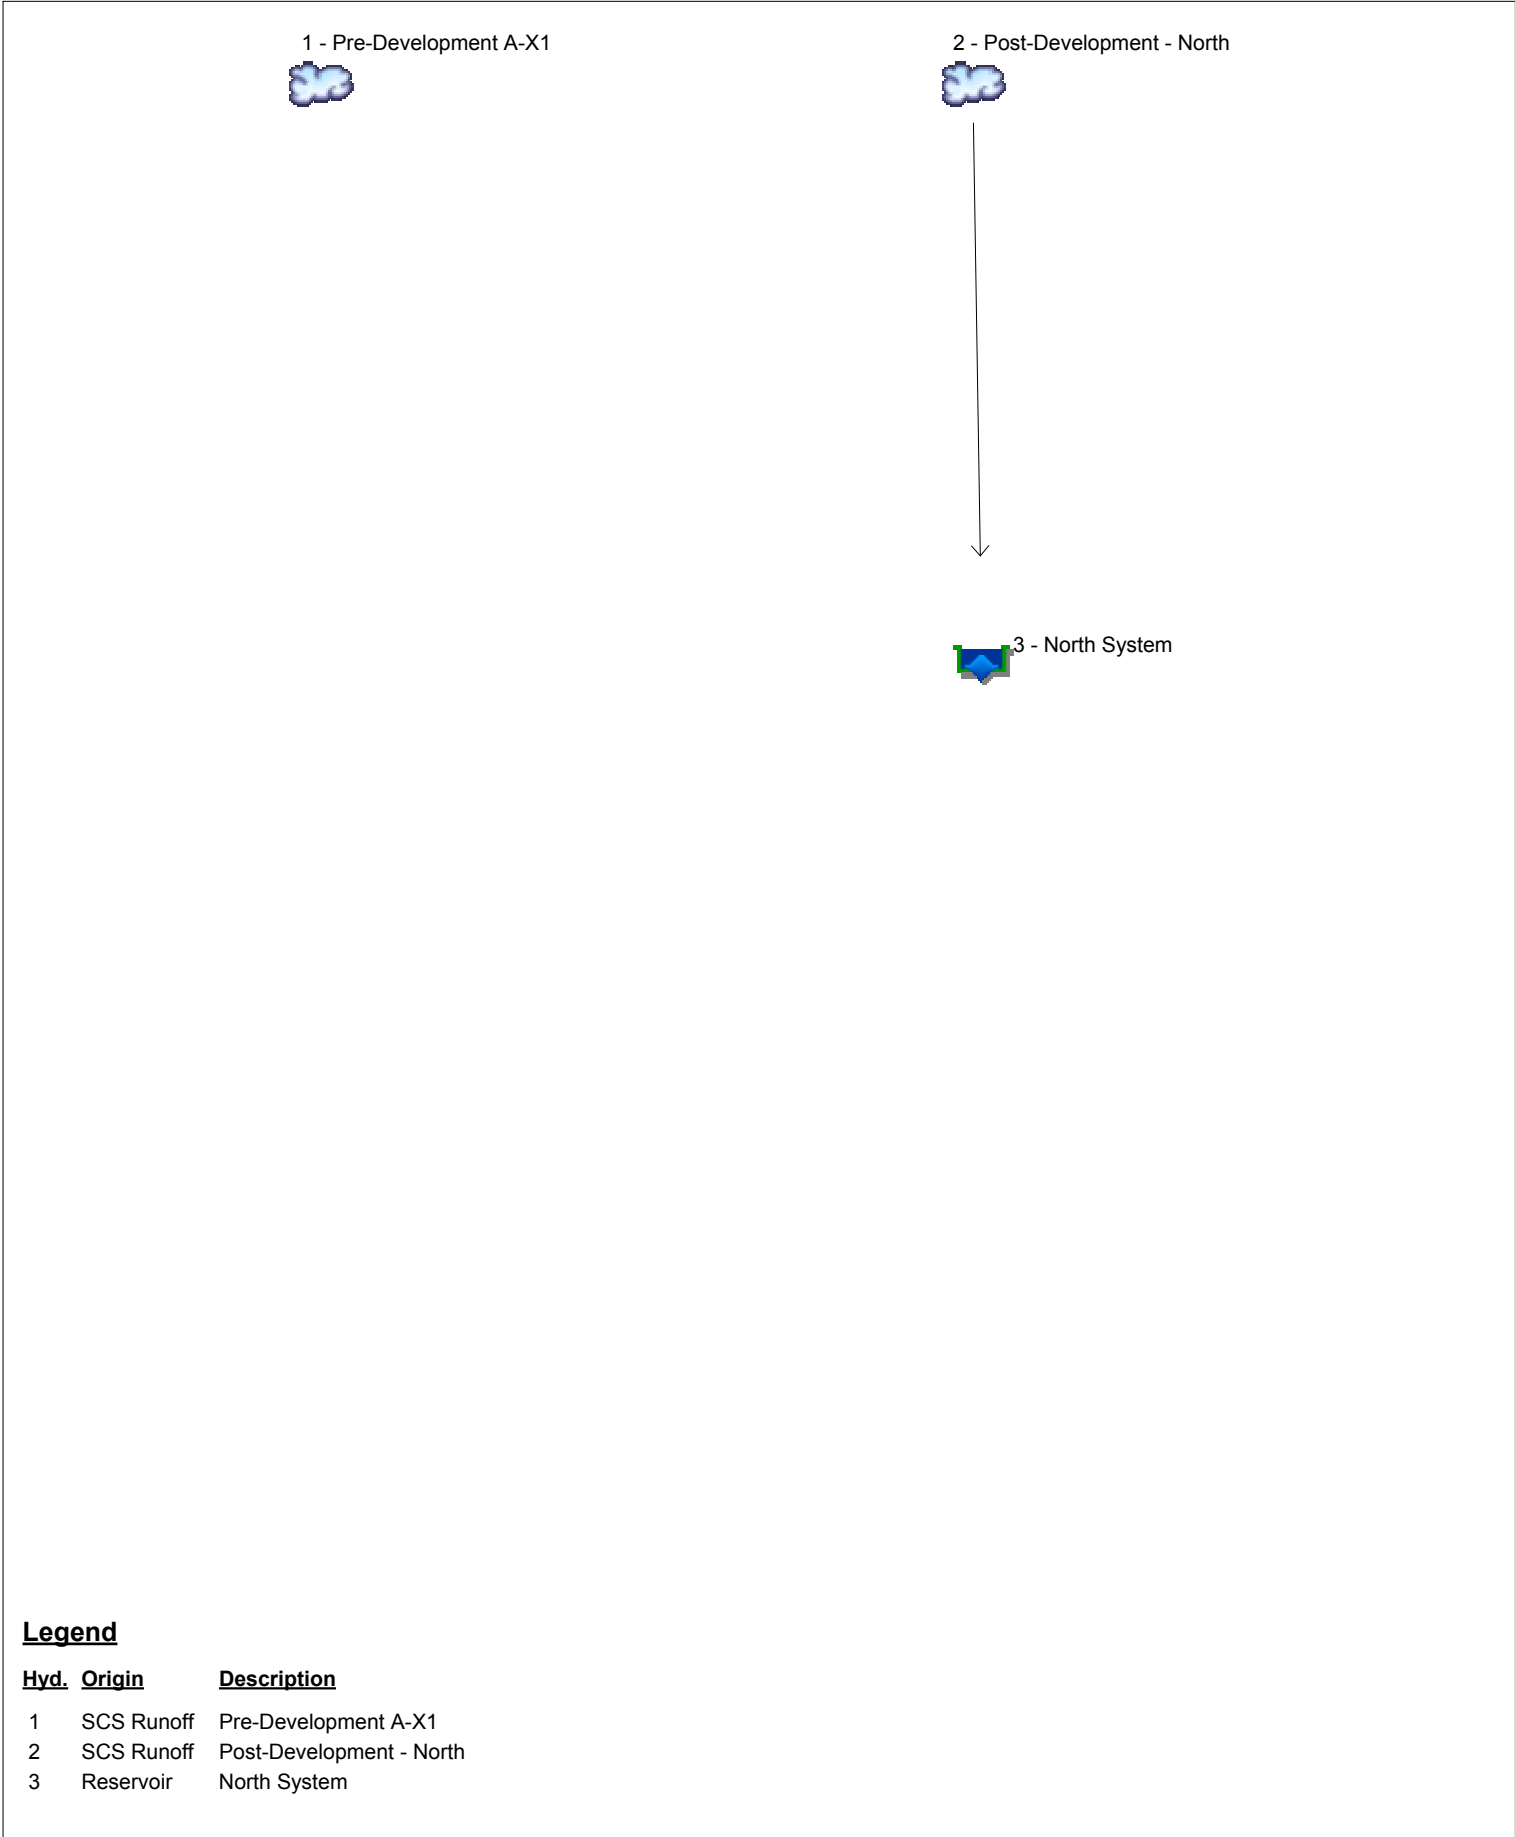 1 - Pre-Development A-X1
2 - Post-Development - North
3 - North System
Legend
Hyd. Origin Description
1 SCS Runoff Pre-Development A-X1
2 SCS Runoff Post-Development - North
3 Reservoir North System